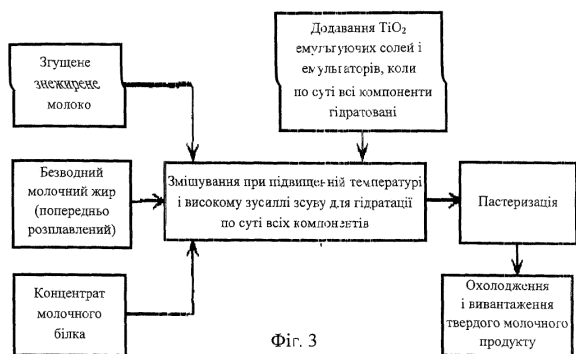 Згущене
знежирене
молоко
Додавання TiO₂
емульгуючих солей і
емульгаторів, коли
по суті всі компоненти
гідратовані
Безводний
молочний жир
(попередньо
розплавлений)
Змішування при підвищенній температурі
і високому зусиллі зсуву для гідратації
по суті всіх компонентів
Пастеризація
Концентрат
молочного
білка
Охолодження
і вивантаження
твердого молочного
продукту
Фіг. 3